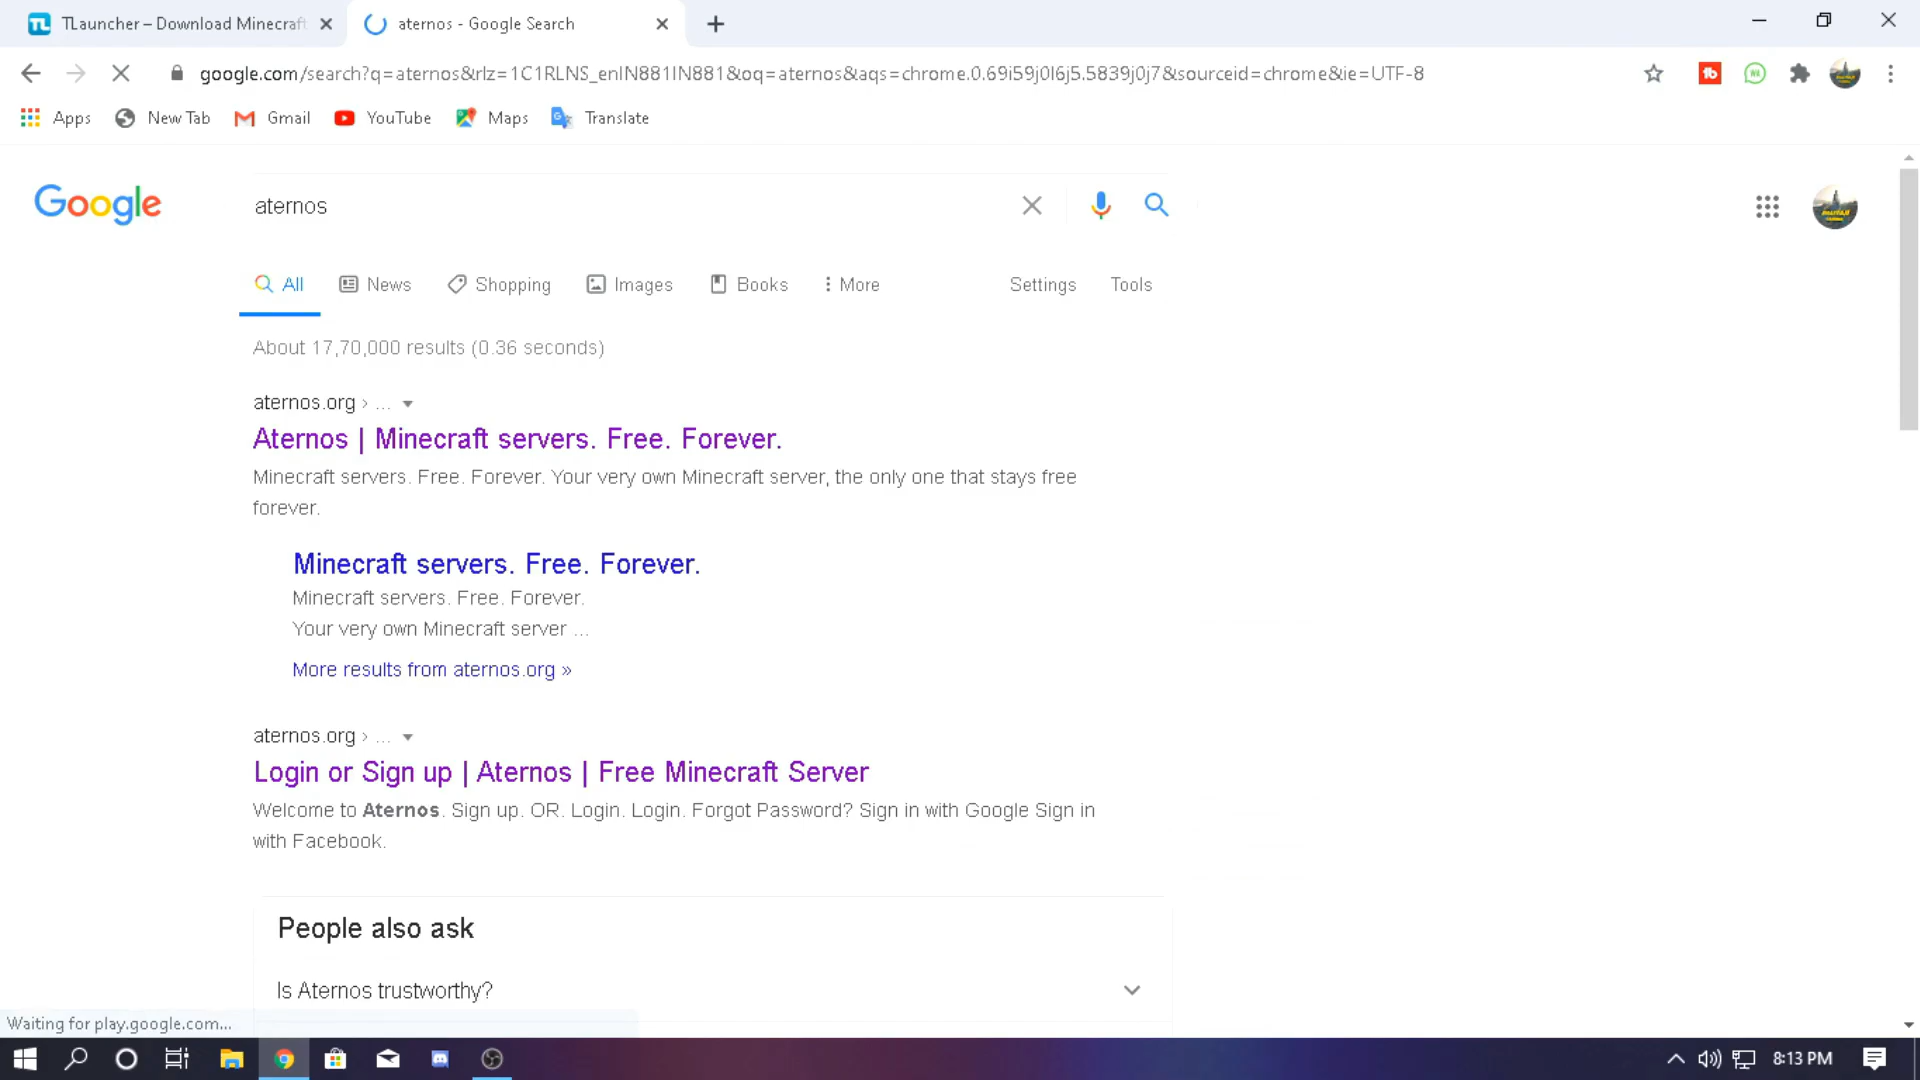 TLauncher – Download Minecraft
aternos - Google Search
google.com/search?q=aternos&rlz=1C1RLNS_enIN881IN881&oq=aternos&aqs=chrome.0.69i59j0l6j5.5839j0j7&sourceid=chrome&ie=UTF-8
Apps New Tab Gmail YouTube Maps Translate
Google
aternos
All News Shopping Images Books More Settings Tools
About 17,70,000 results (0.36 seconds)
aternos.org › ...
Aternos | Minecraft servers. Free. Forever.
Minecraft servers. Free. Forever. Your very own Minecraft server, the only one that stays free
forever.
Minecraft servers. Free. Forever.
Minecraft servers. Free. Forever.
Your very own Minecraft server ...
More results from aternos.org »
aternos.org › ...
Login or Sign up | Aternos | Free Minecraft Server
Welcome to Aternos. Sign up. OR. Login. Login. Forgot Password? Sign in with Google Sign in
with Facebook.
People also ask
Is Aternos trustworthy?
Waiting for play.google.com...
8:13 PM